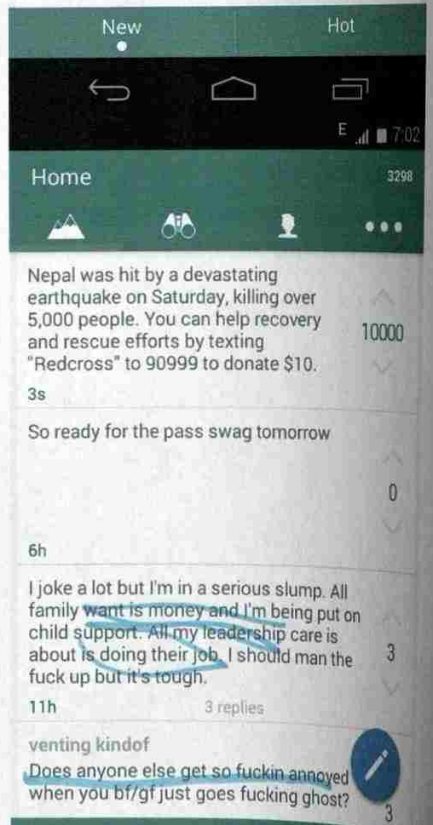 New Hot
E 7:02
Home 3298
Nepal was hit by a devastating
earthquake on Saturday, killing over
5,000 people. You can help recovery
and rescue efforts by texting
"Redcross" to 90999 to donate $10.
10000
3s
So ready for the pass swag tomorrow
0
6h
I joke a lot but I'm in a serious slump. All
family want is money and I'm being put on
child support. All my leadership care is
about is doing their job, I should man the
fuck up but it's tough.
3
11h 3 replies
venting kindof
Does anyone else get so fuckin annoyed
when you bf/gf just goes fucking ghost?
3